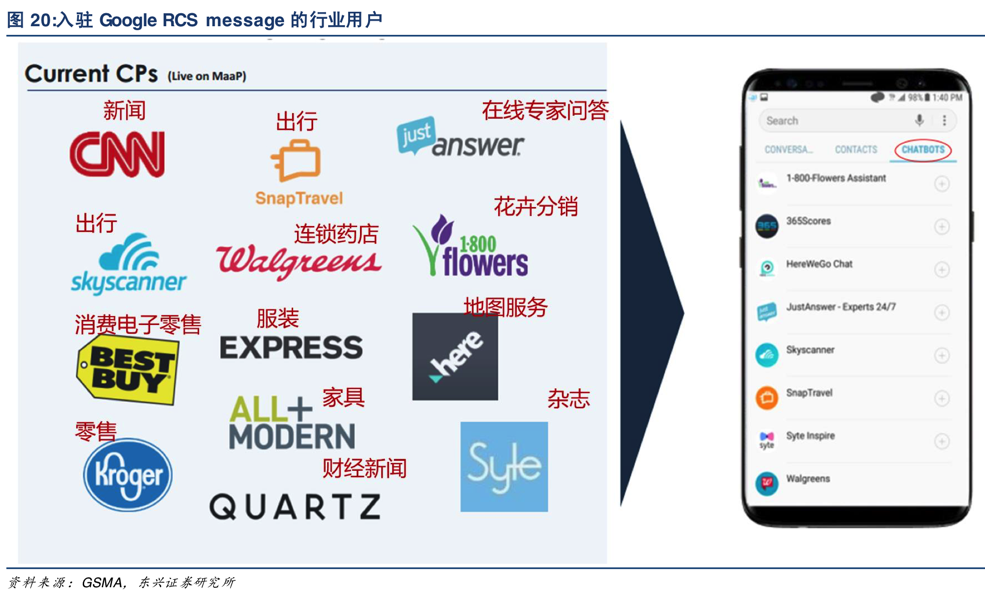 图 20:入驻 Google RCS message 的行业用户
Current CPs (Live on MaaP)
新闻
CNN
出行
SnapTravel
在线专家问答
just answer.
出行
skyscanner
连锁药店
Walgreens
花卉分销
1·800 flowers
消费电子零售
BEST BUY
服装
EXPRESS
地图服务
here
家具
ALL+ MODERN
杂志
Syte
零售
Kroger
财经新闻
QUARTZ
98% 1:40 PM
Search
CONVERSA... CONTACTS CHATBOTS
1-800-Flowers Assistant
365Scores
HereWeGo Chat
JustAnswer - Experts 24/7
Skyscanner
SnapTravel
syte
Syte Inspire
Walgreens
资料来源：GSMA，东兴证券研究所